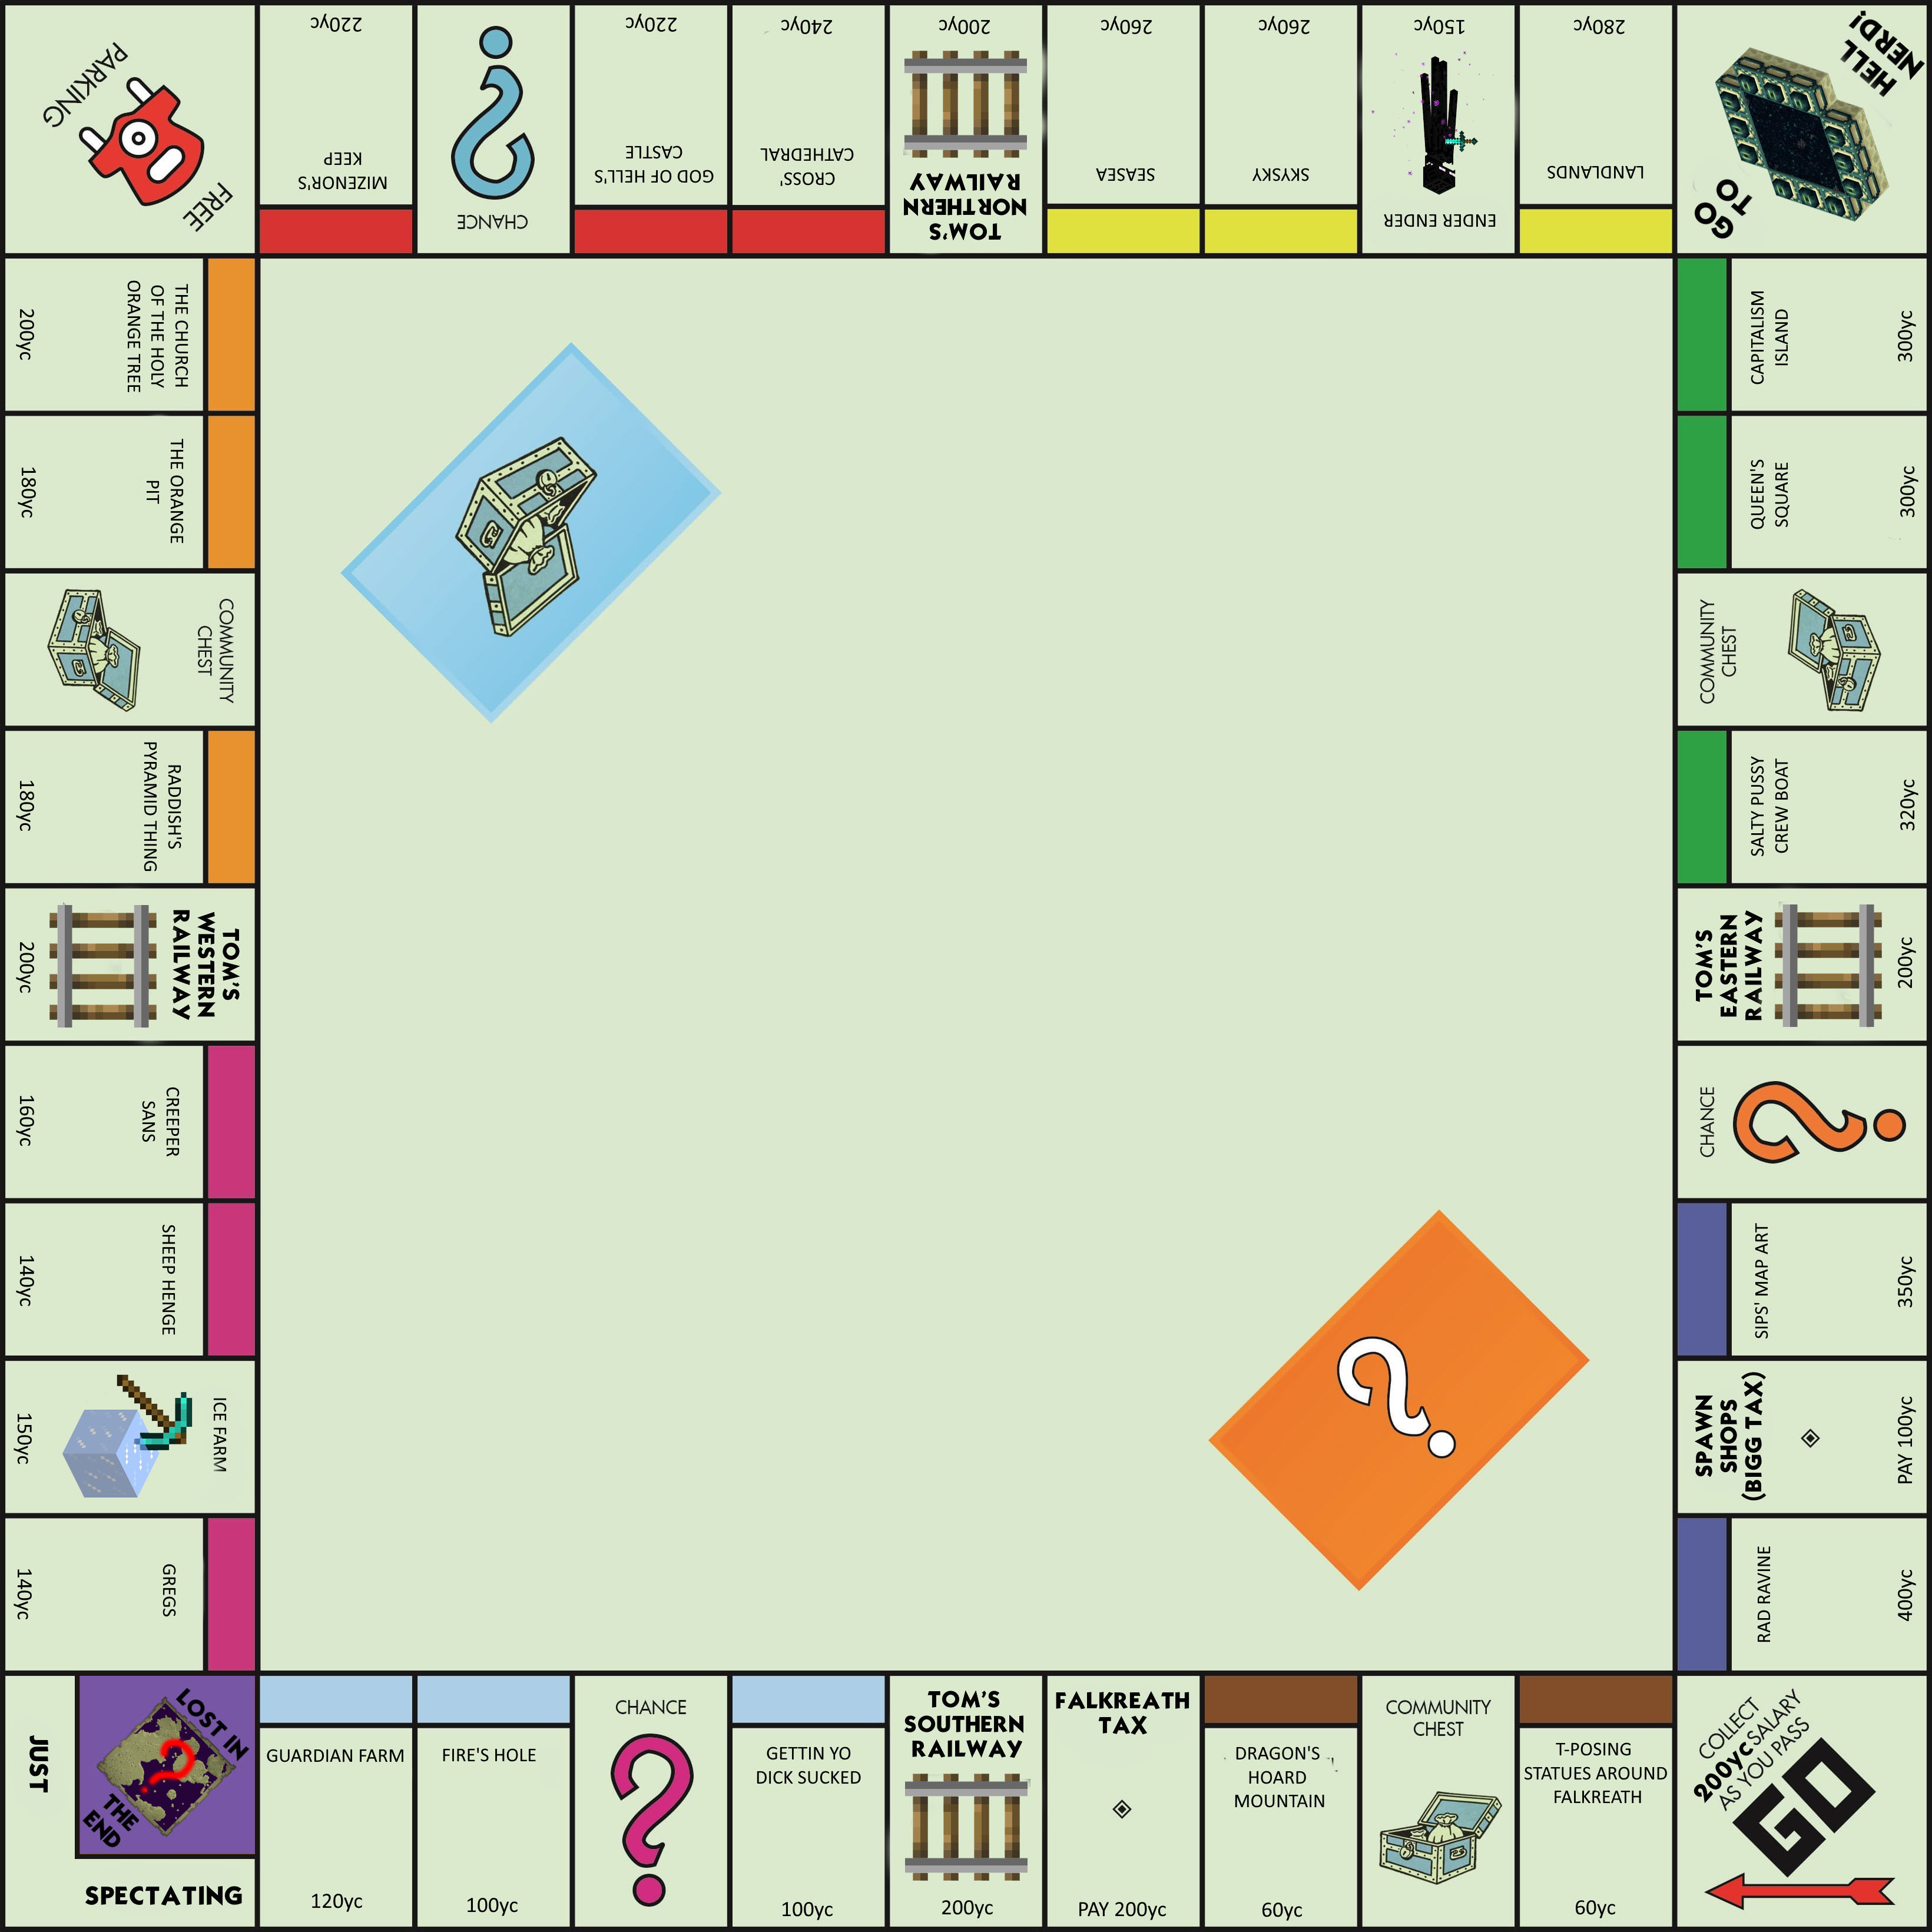 PARKING
FREE
220yc
MIZENOR'S
KEEP
CHANCE
220yc
GOD OF HELL'S
CASTLE
240yc
CROSS'
CATHEDRAL
200yc
TOM'S
NORTHERN
RAILWAY
260yc
SEASEA
260yc
SKYSKY
150yc
ENDER ENDER
280yc
LANDLANDS
GO
TO
HELL
NERD!
CAPITALISM
ISLAND
300yc
QUEEN'S
SQUARE
300yc
COMMUNITY
CHEST
SALTY PUSSY
CREW BOAT
320yc
TOM'S
EASTERN
RAILWAY
200yc
CHANCE
SIPS' MAP ART
350yc
SPAWN
SHOPS
(BIGG TAX)
PAY 100yc
RAD RAVINE
400yc
COLLECT
200yc SALARY
AS YOU PASS
GO
T-POSING
STATUES AROUND
FALKREATH
60yc
COMMUNITY
CHEST
DRAGON'S
HOARD
MOUNTAIN
60yc
FALKREATH
TAX
PAY 200yc
TOM'S
SOUTHERN
RAILWAY
200yc
GETTIN YO
DICK SUCKED
100yc
CHANCE
?
FIRE'S HOLE
100yc
GUARDIAN FARM
120yc
LOST IN
THE
END
JUST
SPECTATING
GREGS
140yc
ICE FARM
150yc
SHEEP HENGE
140yc
CREEPER
SANS
160yc
TOM'S
WESTERN
RAILWAY
200yc
RADDISH'S
PYRAMID THING
180yc
COMMUNITY
CHEST
THE ORANGE
PIT
180yc
THE CHURCH
OF THE HOLY
ORANGE TREE
200yc